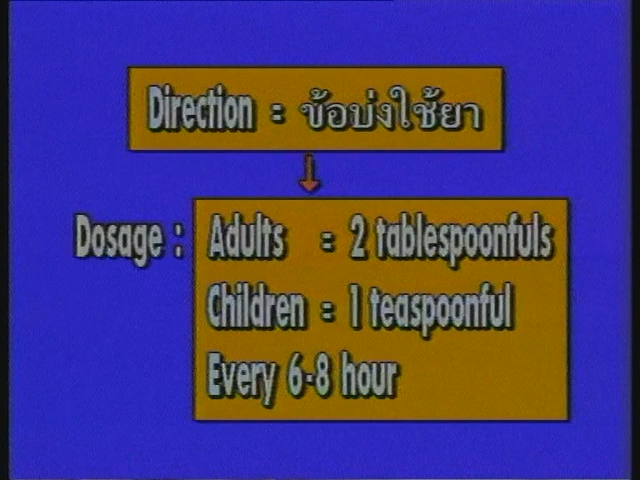 Direction = ข้อบ่งใช้ยา
Dosage : Adults = 2 tablespoonfuls
Children = 1 teaspoonful
Every 6-8 hour